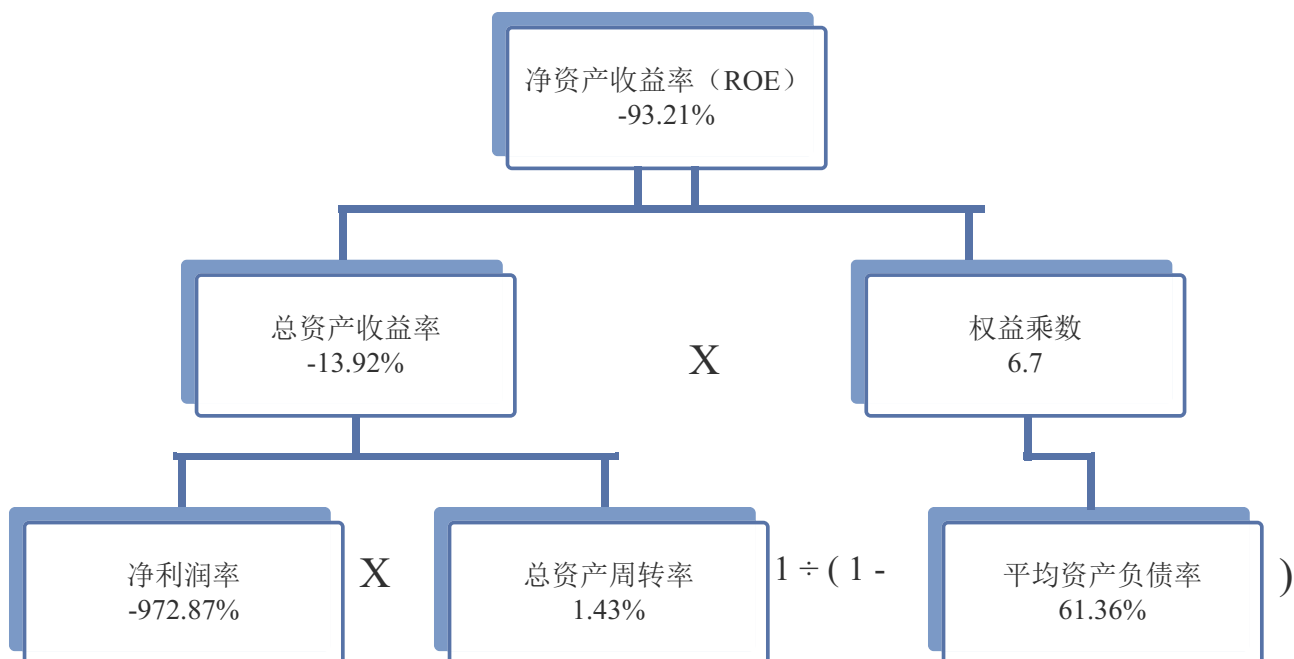 净资产收益率（ROE）
-93.21%
总资产收益率
-13.92%
X
权益乘数
6.7
净利润率
-972.87%
X
总资产周转率
1.43%
1 ÷ ( 1 -
平均资产负债率
61.36%
)